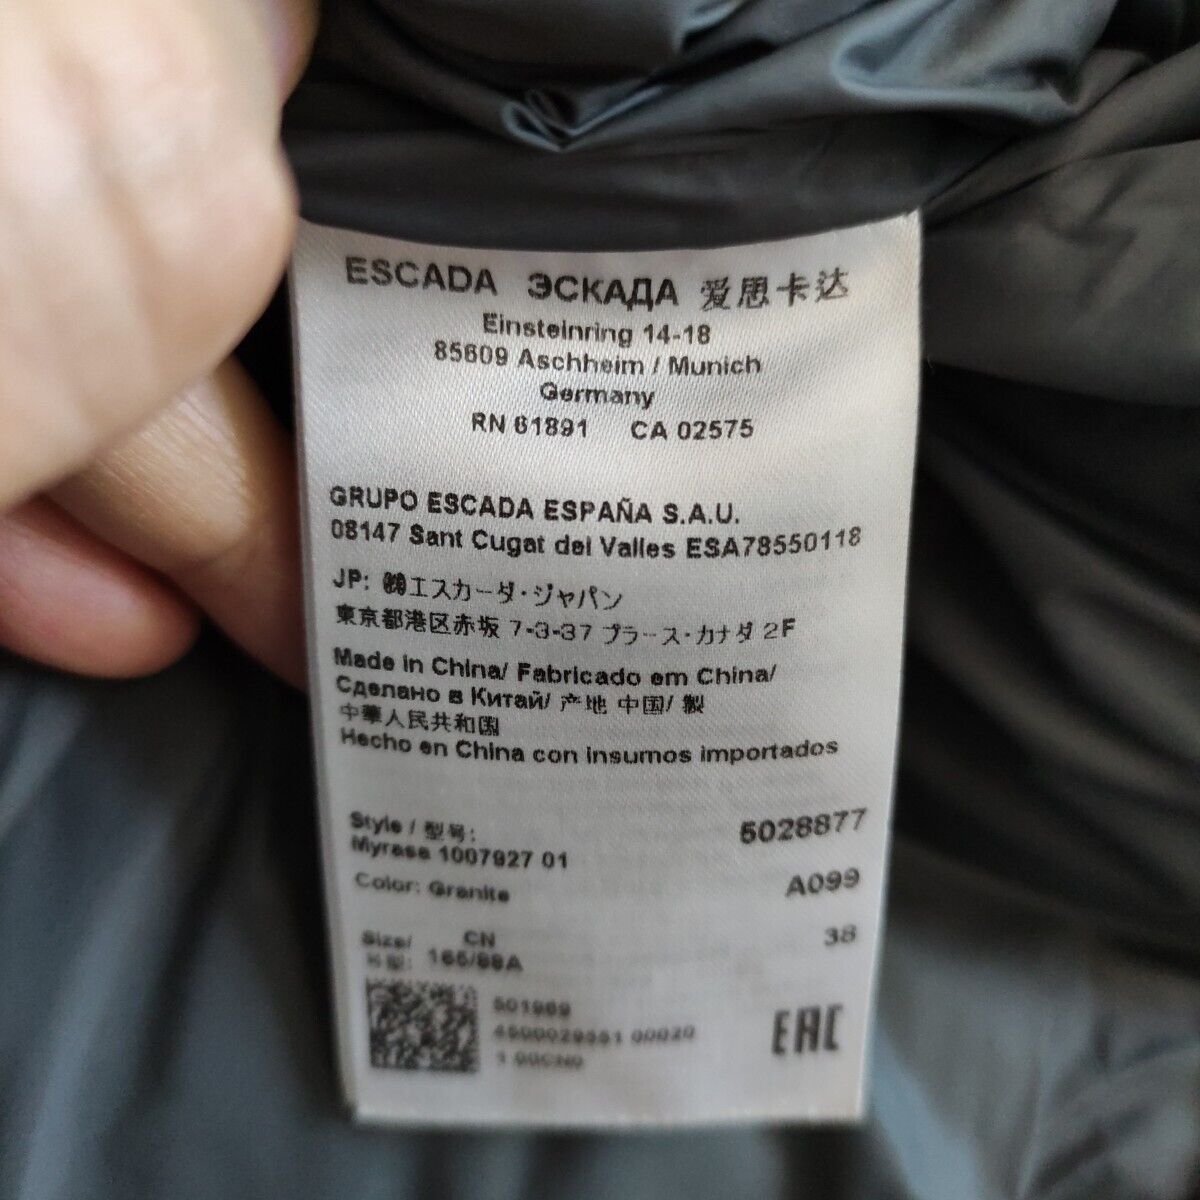 ESCADA ЭСКАДА 爱思卡达
Einsteinring 14-18
85609 Aschheim / Munich
Germany
RN 61891 CA 02575
GRUPO ESCADA ESPAÑA S.A.U.
08147 Sant Cugat del Valles ESA78550118
JP: ㈱エスカーダ・ジャパン
東京都港区赤坂 7-3-37 プラース・カナダ 2F
Made in China/ Fabricado em China/
Сделано в Китай/ 产地 中国/ 製
中華人民共和国
Hecho en China con insumos importados
Style / 型号: 5028877
Myrase 1007927 01
Color: Granite A099
Size/ CN 38
号型: 165/88A
501969
00020
EAC